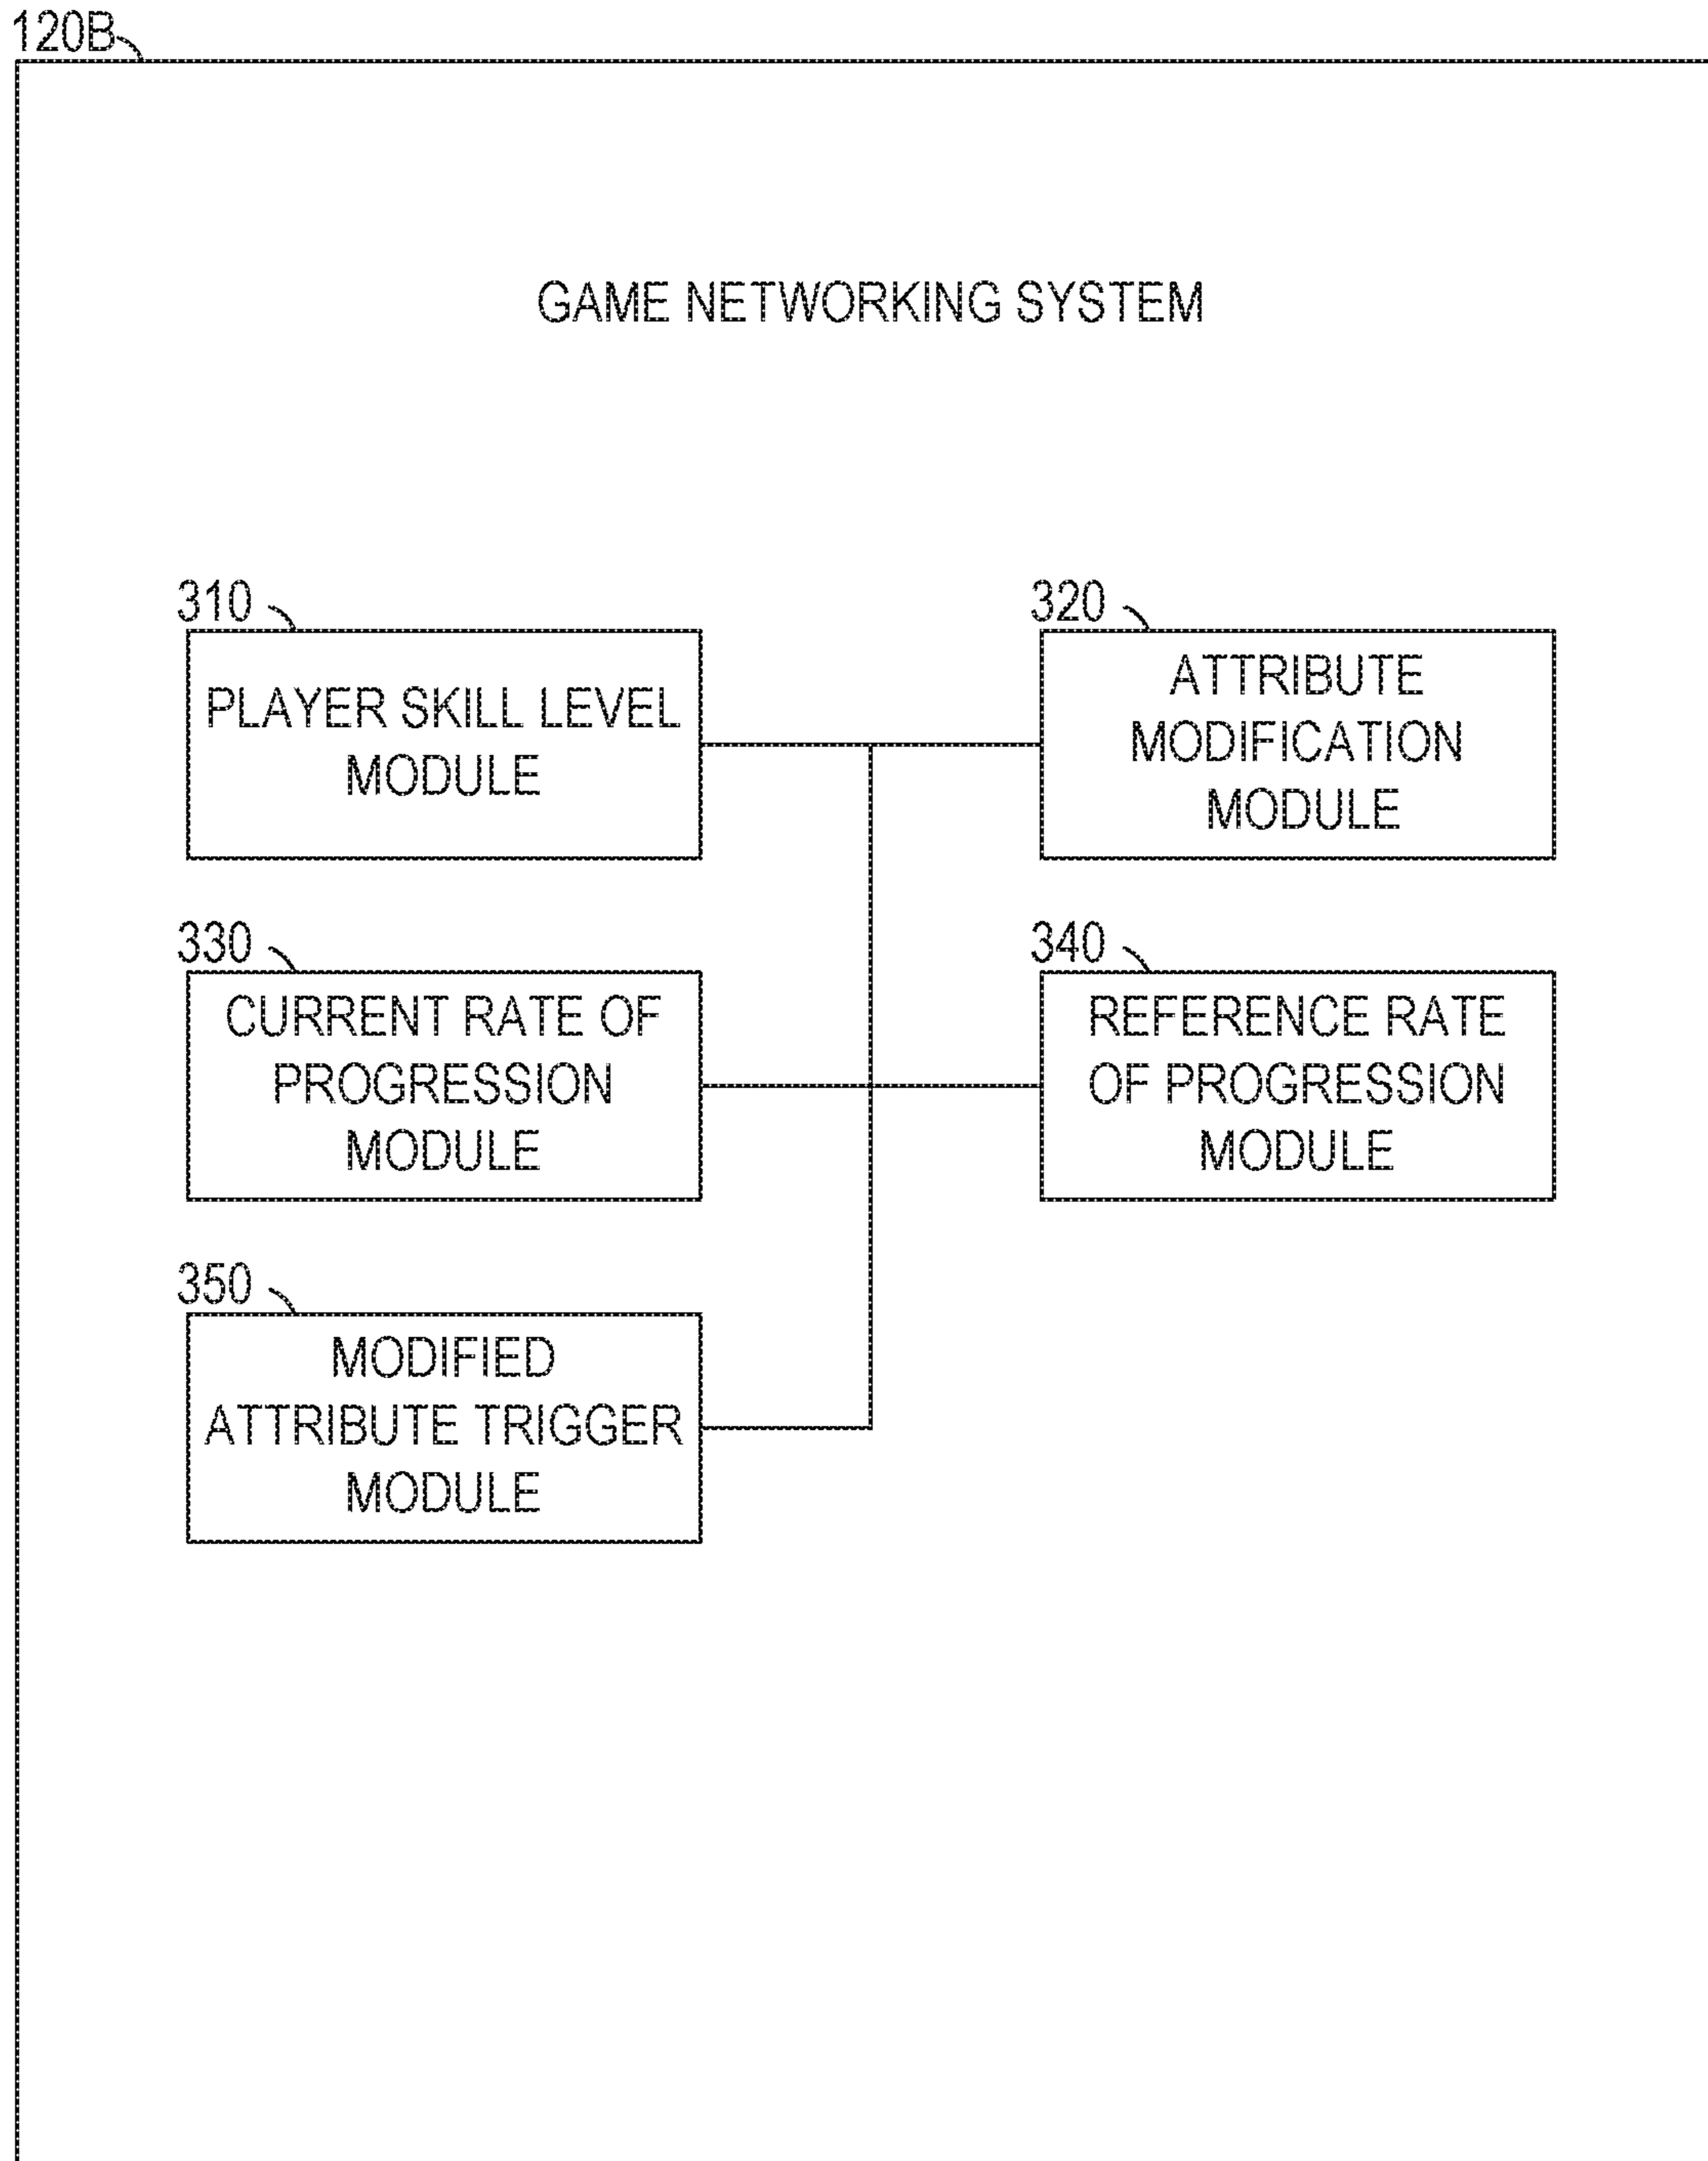 120B
GAME NETWORKING SYSTEM
310
PLAYER SKILL LEVEL
MODULE
320
ATTRIBUTE
MODIFICATION
MODULE
330
CURRENT RATE OF
PROGRESSION
MODULE
340
REFERENCE RATE
OF PROGRESSION
MODULE
350
MODIFIED
ATTRIBUTE TRIGGER
MODULE